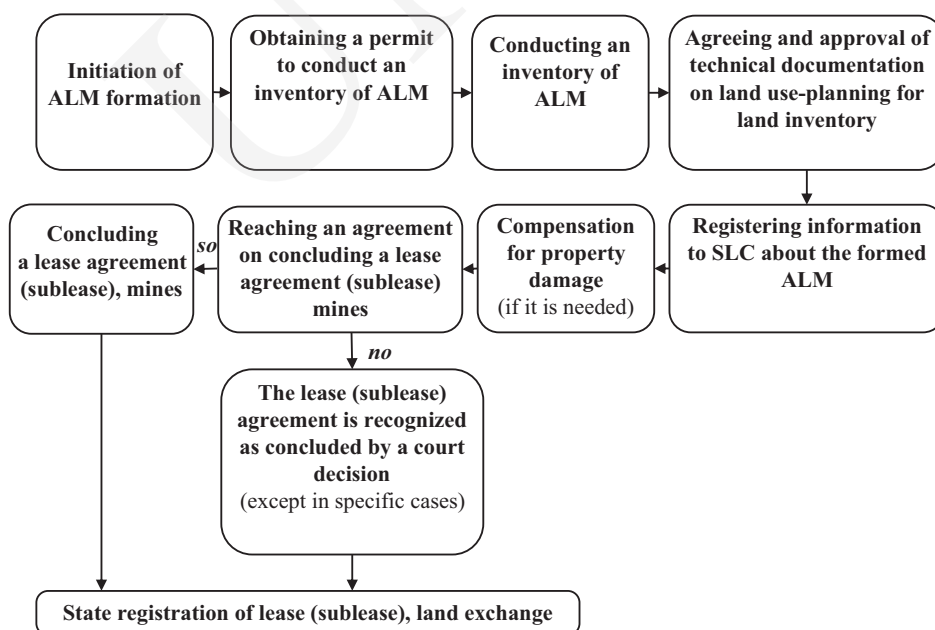 Initiation of
ALM formation
Obtaining a permit
to conduct an
inventory of ALM
Conducting an
inventory of
ALM
Agreeing and approval of
technical documentation
on land use-planning for
land inventory
Registering information
to SLC about the formed
ALM
Compensation
for property
damage
(if it is needed)
Reaching an agreement
on concluding a lease
agreement (sublease)
mines
so
Concluding
a lease agreement
(sublease), mines
no
The lease (sublease)
agreement is recognized
as concluded by a court
decision
(except in specific cases)
State registration of lease (sublease), land exchange